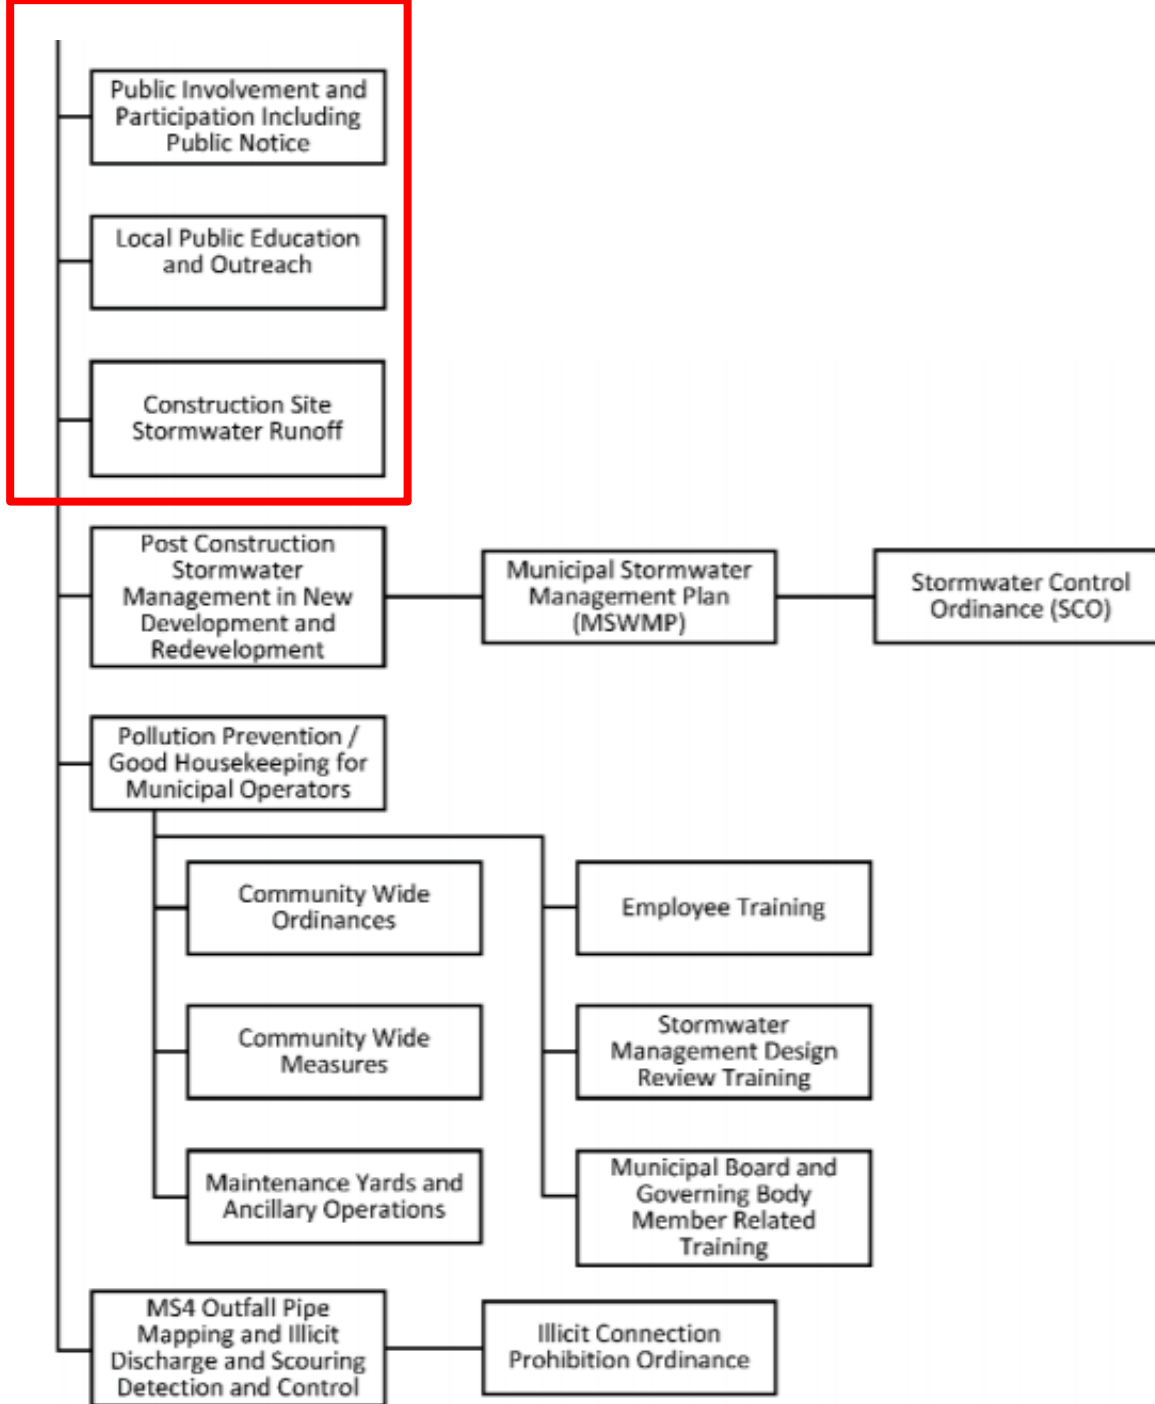 Public Involvement and
Participation Including
Public Notice
Local Public Education
and Outreach
Construction Site
Stormwater Runoff
Post Construction
Stormwater
Management in New
Development and
Redevelopment
Municipal Stormwater
Management Plan
(MSWMP)
Stormwater Control
Ordinance (SCO)
Pollution Prevention /
Good Housekeeping for
Municipal Operators
Community Wide
Ordinances
Employee Training
Community Wide
Measures
Stormwater
Management Design
Review Training
Maintenance Yards and
Ancillary Operations
Municipal Board and
Governing Body
Member Related
Training
MS4 Outfall Pipe
Mapping and Illicit
Discharge and Scouring
Detection and Control
Illicit Connection
Prohibition Ordinance